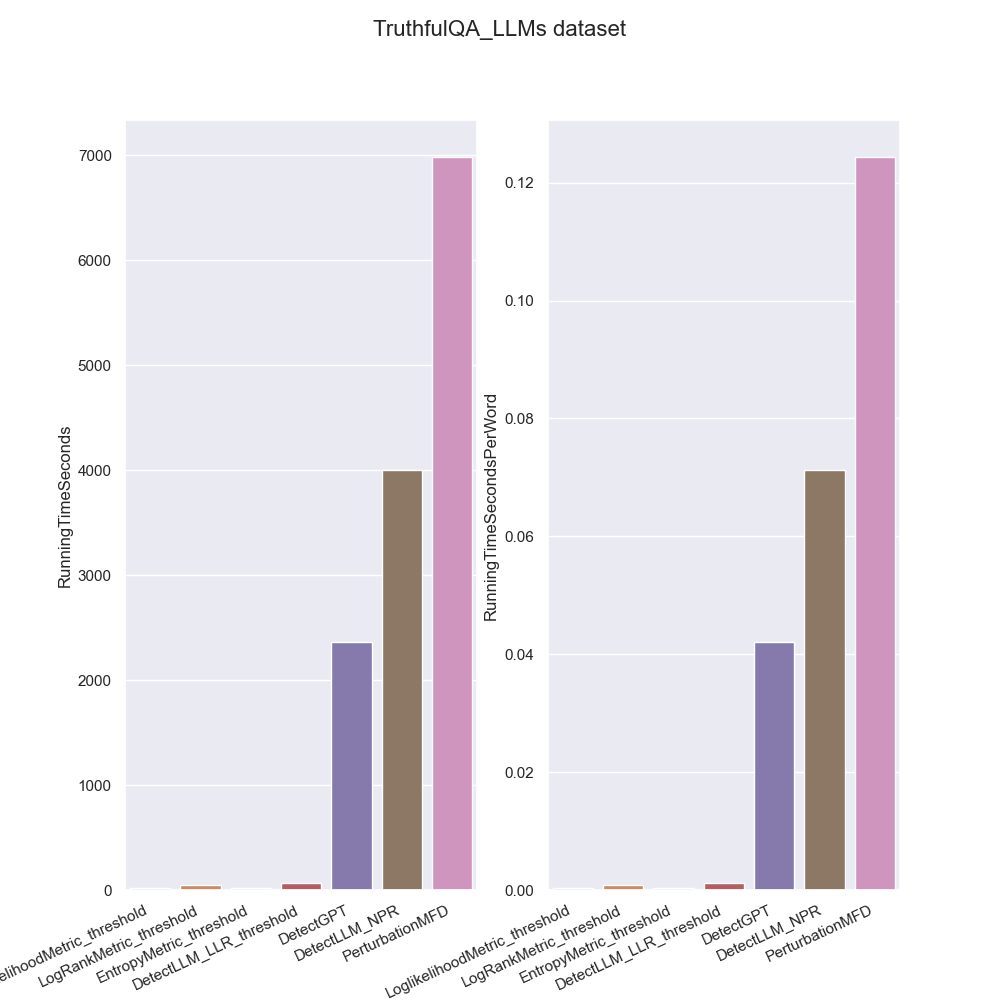 TruthfulQA_LLMs dataset
RunningTimeSeconds
7000
6000
5000
4000
3000
2000
1000
0
elihoodMetric_threshold
LogRankMetric_threshold
EntropyMetric_threshold
DetectLLM_LLR_threshold
DetectGPT
DetectLLM_NPR
PerturbationMFD
RunningTimeSecondsPerWord
0.12
0.10
0.08
0.06
0.04
0.02
0.00
LoglikelihoodMetric_threshold
LogRankMetric_threshold
EntropyMetric_threshold
DetectLLM_LLR_threshold
DetectGPT
DetectLLM_NPR
PerturbationMFD